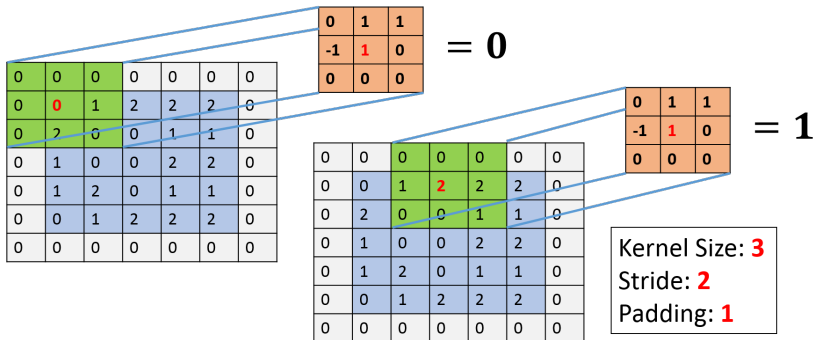 0 1 1
-1 1 0
0 0 0
= 0
0 0 0 0 0 0 0
0 0 1 2 2 2 0
0 2 0 0 1 1 0
0 1 0 0 2 2 0
0 1 2 0 1 1 0
0 0 1 2 2 2 0
0 0 0 0 0 0 0
0 1 1
-1 1 0
0 0 0
= 1
0 0 0 0 0 0 0
0 0 1 2 2 2 0
0 2 0 0 1 1 0
0 1 0 0 2 2 0
0 1 2 0 1 1 0
0 0 1 2 2 2 0
0 0 0 0 0 0 0
Kernel Size: 3
Stride: 2
Padding: 1